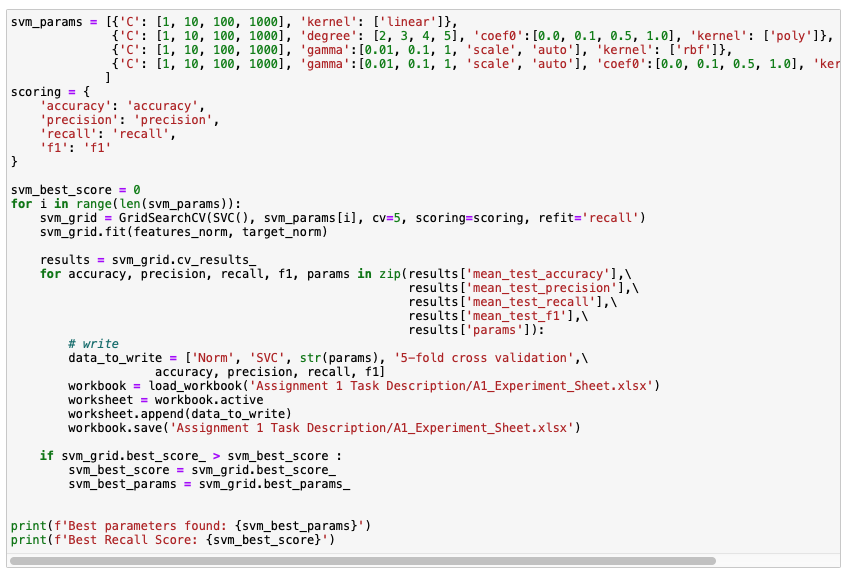 svm_params = [{'C': [1, 10, 100, 1000], 'kernel': ['linear']},
              {'C': [1, 10, 100, 1000], 'degree': [2, 3, 4, 5], 'coef0':[0.0, 0.1, 0.5, 1.0], 'kernel': ['poly']},
              {'C': [1, 10, 100, 1000], 'gamma':[0.01, 0.1, 1, 'scale', 'auto'], 'kernel': ['rbf']},
              {'C': [1, 10, 100, 1000], 'gamma':[0.01, 0.1, 1, 'scale', 'auto'], 'coef0':[0.0, 0.1, 0.5, 1.0], 'ker
             ]
scoring = {
    'accuracy': 'accuracy',
    'precision': 'precision',
    'recall': 'recall',
    'f1': 'f1'
}

svm_best_score = 0
for i in range(len(svm_params)):
    svm_grid = GridSearchCV(SVC(), svm_params[i], cv=5, scoring=scoring, refit='recall')
    svm_grid.fit(features_norm, target_norm)

    results = svm_grid.cv_results_
    for accuracy, precision, recall, f1, params in zip(results['mean_test_accuracy'],\
                                                       results['mean_test_precision'],\
                                                       results['mean_test_recall'],\
                                                       results['mean_test_f1'],\
                                                       results['params']):
        # write
        data_to_write = ['Norm', 'SVC', str(params), '5-fold cross validation',\
                    accuracy, precision, recall, f1]
        workbook = load_workbook('Assignment 1 Task Description/A1_Experiment_Sheet.xlsx')
        worksheet = workbook.active
        worksheet.append(data_to_write)
        workbook.save('Assignment 1 Task Description/A1_Experiment_Sheet.xlsx')

    if svm_grid.best_score_ > svm_best_score :
        svm_best_score = svm_grid.best_score_
        svm_best_params = svm_grid.best_params_


print(f'Best parameters found: {svm_best_params}')
print(f'Best Recall Score: {svm_best_score}')